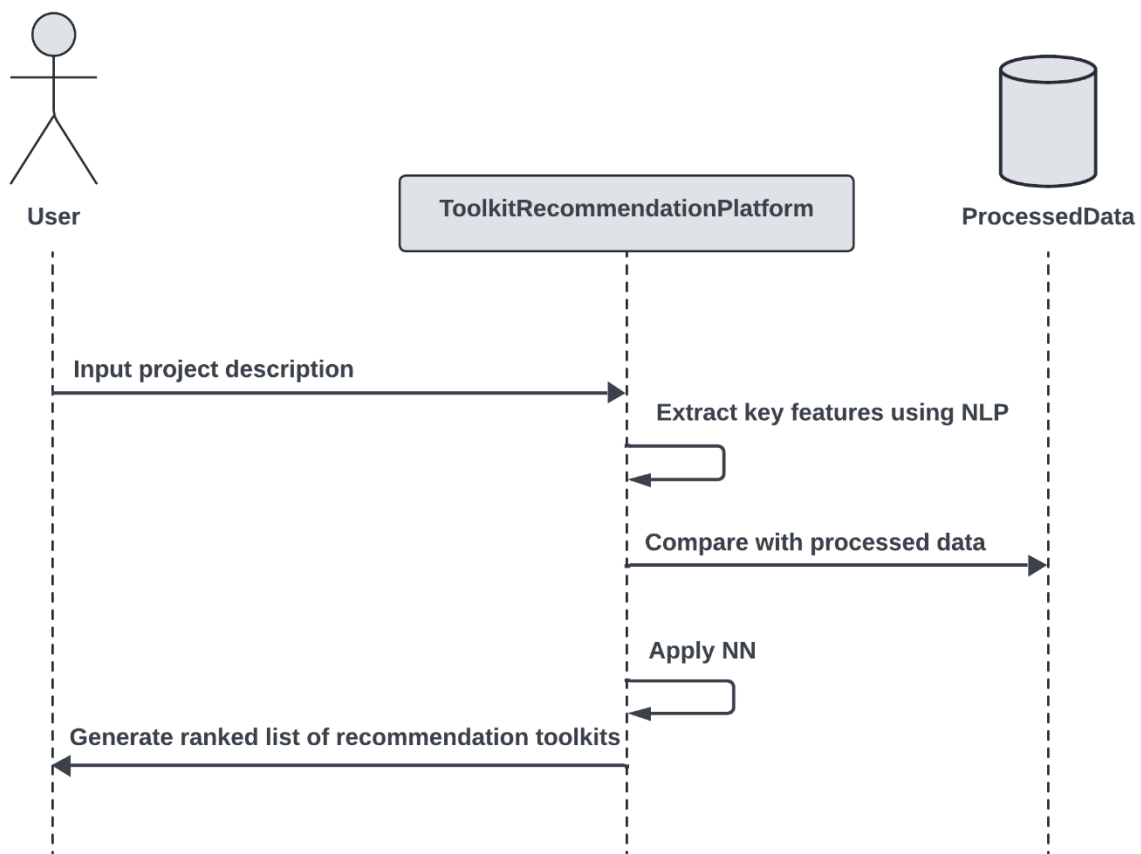 User
ToolkitRecommendationPlatform
ProcessedData
Input project description
Extract key features using NLP
Compare with processed data
Apply NN
Generate ranked list of recommendation toolkits